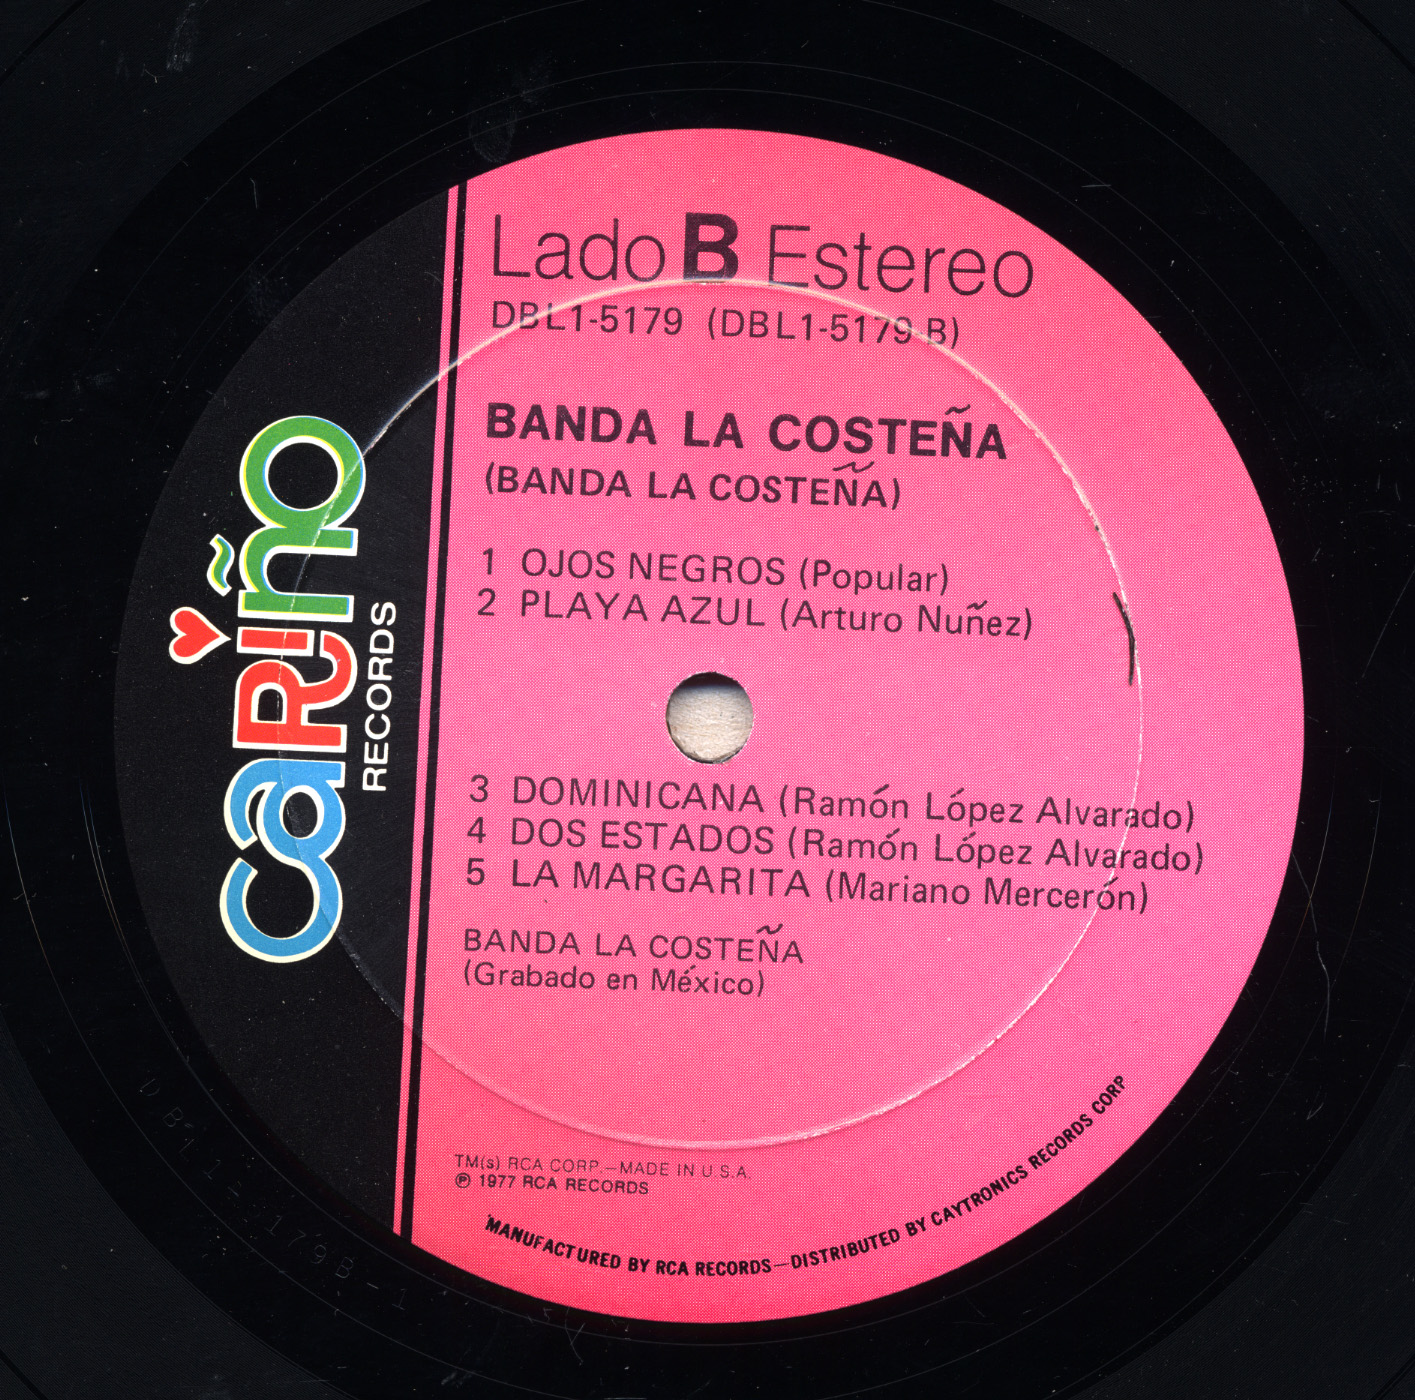 Lado B Estereo
DBL1-5179 (DBL1-5179-B)
BANDA LA COSTEÑA
(BANDA LA COSTEÑA)
1 OJOS NEGROS (Popular)
2 PLAYA AZUL (Arturo Nuñez)
3 DOMINICANA (Ramón López Alvarado)
4 DOS ESTADOS (Ramón López Alvarado)
5 LA MARGARITA (Mariano Mercerón)
BANDA LA COSTEÑA
(Grabado en México)
TM(s) RCA CORP.—MADE IN U.S.A.
℗ 1977 RCA RECORDS
MANUFACTURED BY RCA RECORDS—DISTRIBUTED BY CAYTRONICS RECORDS CORP
CARIÑO
RECORDS